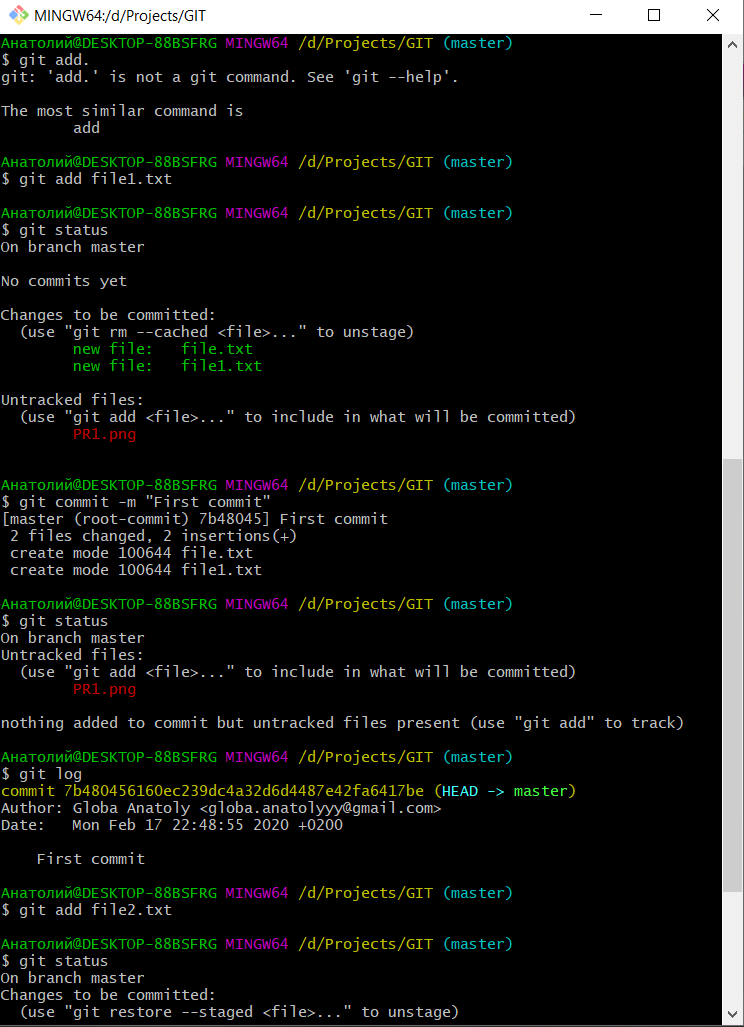 MINGW64:/d/Projects/GIT
Анатолий@DESKTOP-88BSFRG MINGW64 /d/Projects/GIT (master)
$ git add.
git: 'add.' is not a git command. See 'git --help'.
The most similar command is
        add
Анатолий@DESKTOP-88BSFRG MINGW64 /d/Projects/GIT (master)
$ git add file1.txt
Анатолий@DESKTOP-88BSFRG MINGW64 /d/Projects/GIT (master)
$ git status
On branch master
No commits yet
Changes to be committed:
  (use "git rm --cached <file>..." to unstage)
        new file:   file.txt
        new file:   file1.txt
Untracked files:
  (use "git add <file>..." to include in what will be committed)
        PR1.png
Анатолий@DESKTOP-88BSFRG MINGW64 /d/Projects/GIT (master)
$ git commit -m "First commit"
[master (root-commit) 7b48045] First commit
 2 files changed, 2 insertions(+)
 create mode 100644 file.txt
 create mode 100644 file1.txt
Анатолий@DESKTOP-88BSFRG MINGW64 /d/Projects/GIT (master)
$ git status
On branch master
Untracked files:
  (use "git add <file>..." to include in what will be committed)
        PR1.png
nothing added to commit but untracked files present (use "git add" to track)
Анатолий@DESKTOP-88BSFRG MINGW64 /d/Projects/GIT (master)
$ git log
commit 7b480456160ec239dc4a32d6d4487e42fa6417be (HEAD -> master)
Author: Globa Anatoly <globa.anatolyyy@gmail.com>
Date:   Mon Feb 17 22:48:55 2020 +0200
    First commit
Анатолий@DESKTOP-88BSFRG MINGW64 /d/Projects/GIT (master)
$ git add file2.txt
Анатолий@DESKTOP-88BSFRG MINGW64 /d/Projects/GIT (master)
$ git status
On branch master
Changes to be committed:
  (use "git restore --staged <file>..." to unstage)